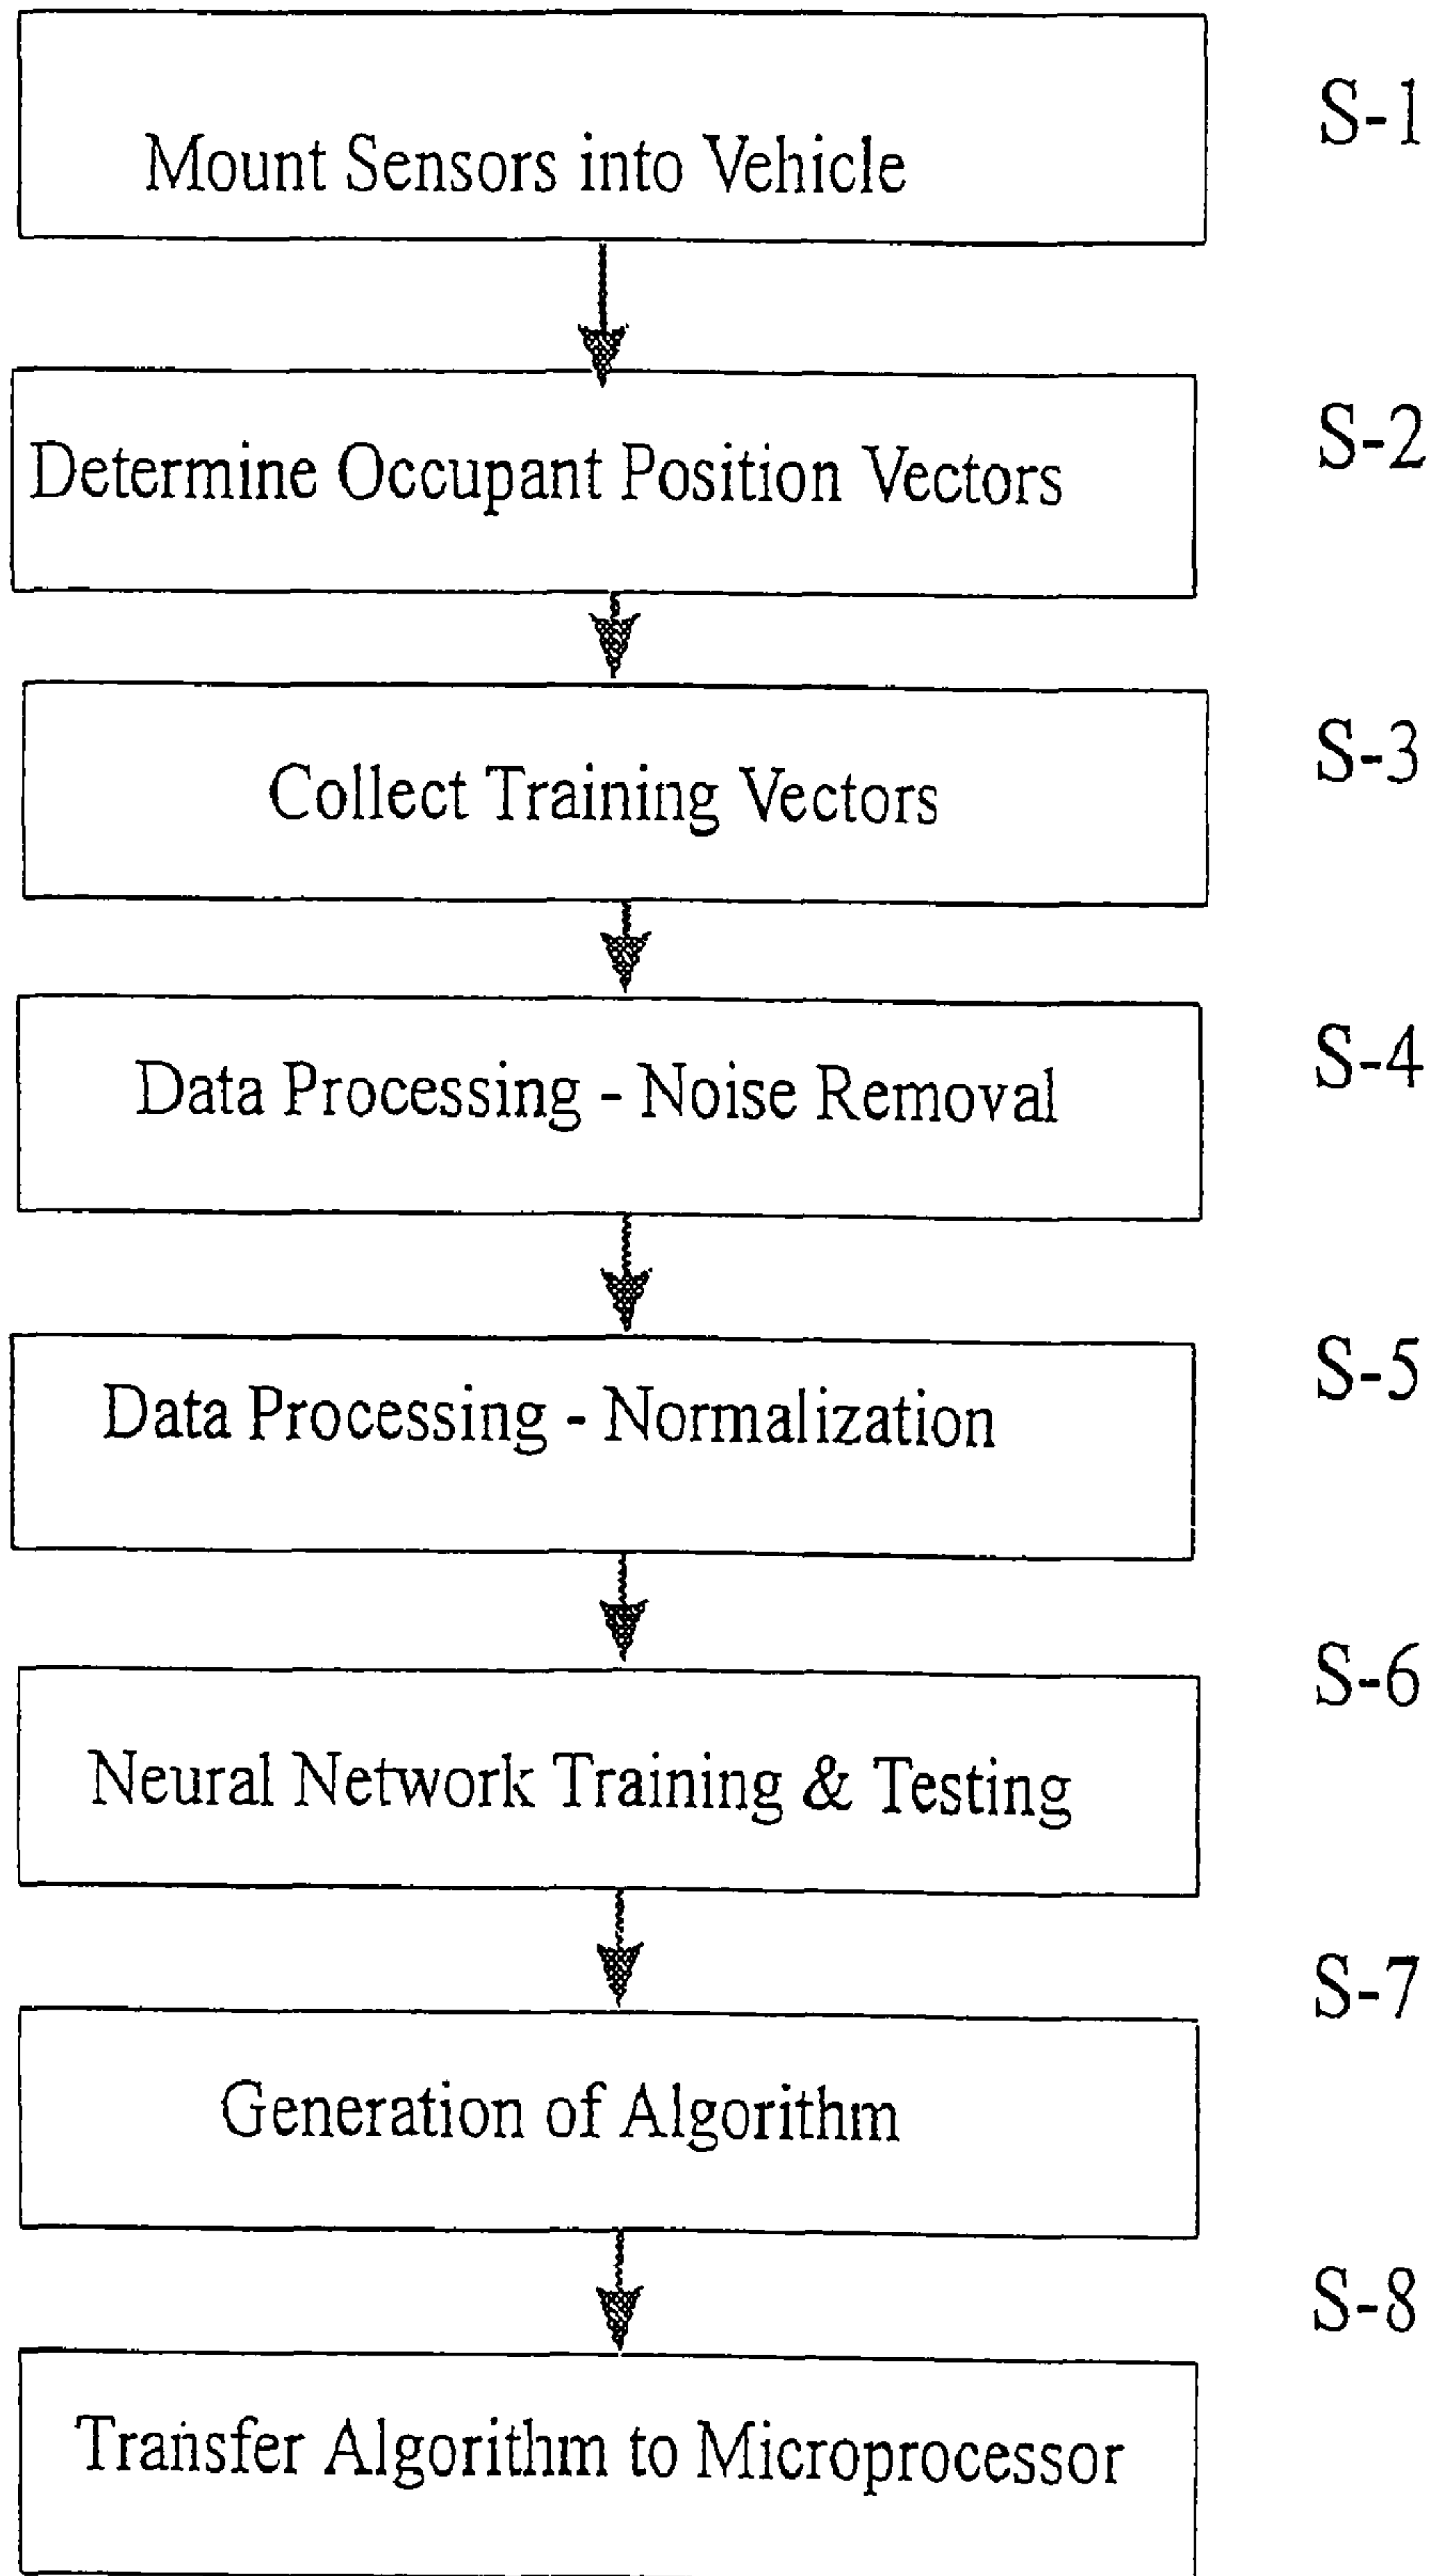 Mount Sensors into Vehicle
S-1
Determine Occupant Position Vectors
S-2
Collect Training Vectors
S-3
Data Processing - Noise Removal
S-4
Data Processing - Normalization
S-5
Neural Network Training & Testing
S-6
Generation of Algorithm
S-7
Transfer Algorithm to Microprocessor
S-8